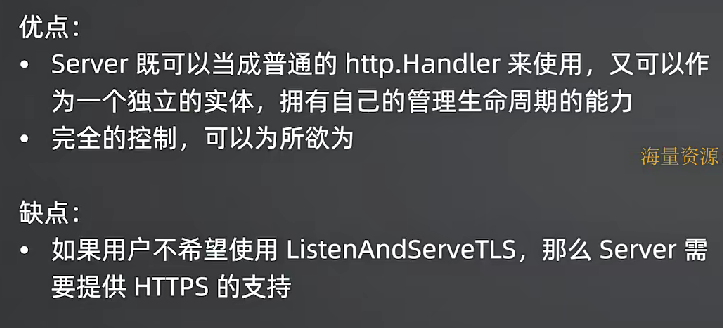 优点：
• Server 既可以当成普通的 http.Handler 来使用，又可以作
为一个独立的实体，拥有自己的管理生命周期的能力
• 完全的控制，可以为所欲为
海量资源
缺点：
• 如果用户不希望使用 ListenAndServeTLS，那么 Server 需
要提供 HTTPS 的支持